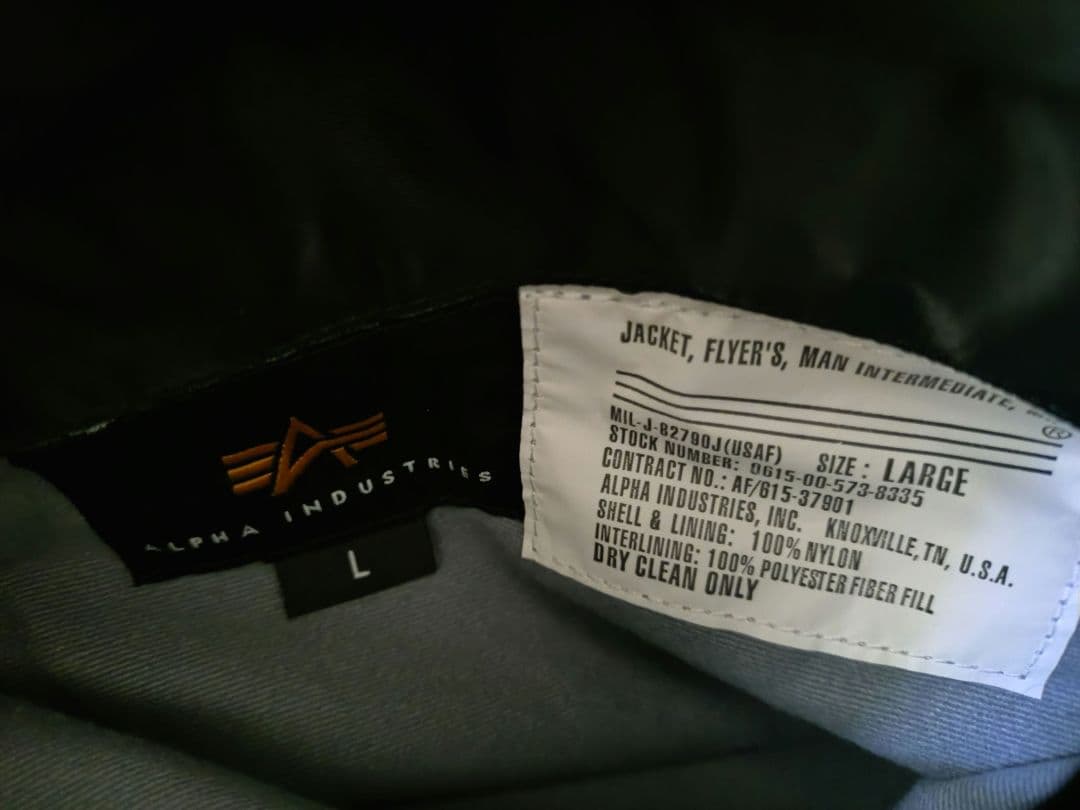 ALPHA INDUSTRIES
L
JACKET, FLYER'S, MAN INTERMEDIATE,
®
MIL-J-82790J(USAF) SIZE: LARGE
STOCK NUMBER: 0615-00-573-8335
CONTRACT NO.: AF/615-37901
ALPHA INDUSTRIES, INC. KNOXVILLE, TN, U.S.A.
SHELL & LINING: 100% NYLON
INTERLINING: 100% POLYESTER FIBER FILL
DRY CLEAN ONLY